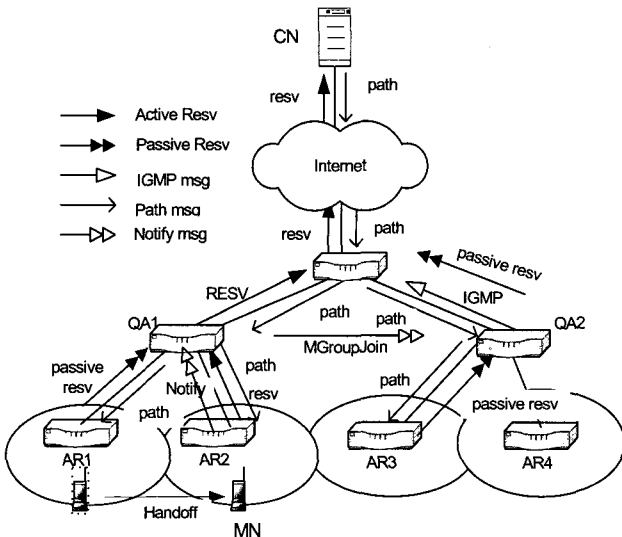 CN
resv
path
Active Resv
Passive Resv
IGMP msg
Path msg
Notify msg
Internet
resv
path
passive resv
RESV
IGMP
path
path
QA1
QA2
MGroupJoin
passive
resv
Notify
path
resv
path
path
passive resv
AR1
AR2
AR3
AR4
Handoff
MN